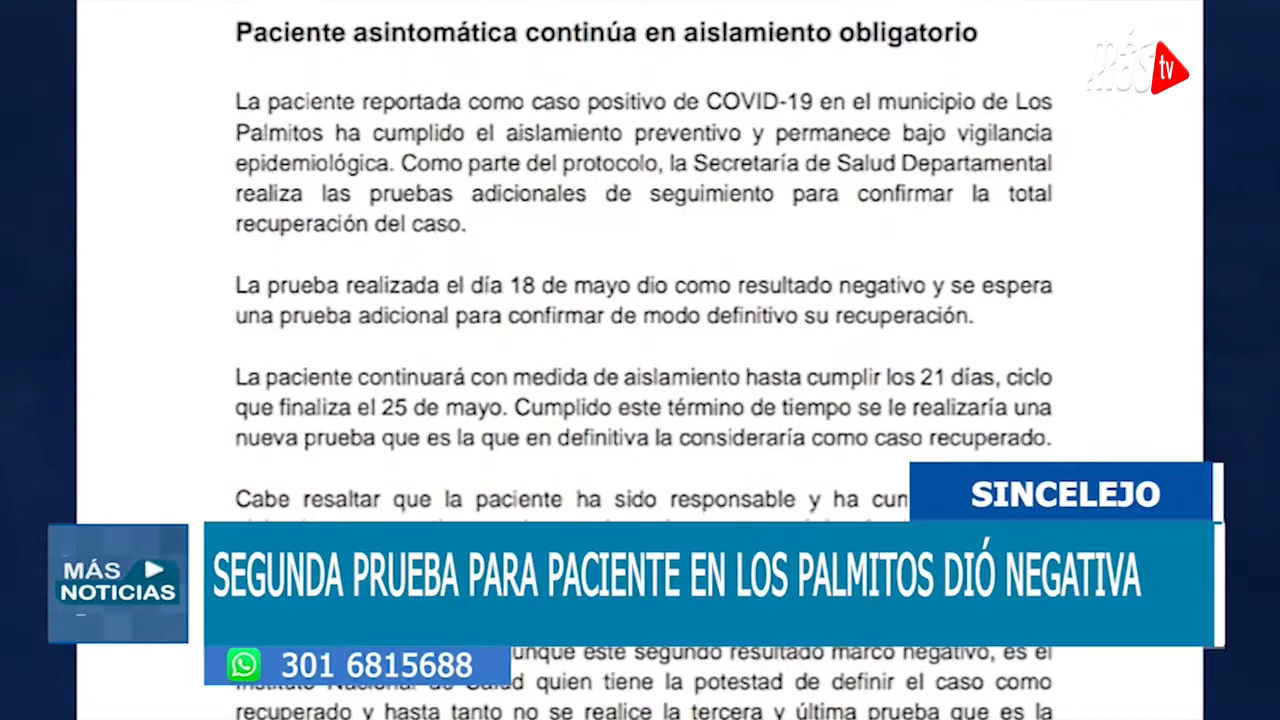 Paciente asintomática continúa en aislamiento obligatorio
más
tv
La paciente reportada como caso positivo de COVID-19 en el municipio de Los
Palmitos ha cumplido el aislamiento preventivo y permanece bajo vigilancia
epidemiológica. Como parte del protocolo, la Secretaría de Salud Departamental
realiza las pruebas adicionales de seguimiento para confirmar la total
recuperación del caso.
La prueba realizada el día 18 de mayo dio como resultado negativo y se espera
una prueba adicional para confirmar de modo definitivo su recuperación.
La paciente continuará con medida de aislamiento hasta cumplir los 21 días, ciclo
que finaliza el 25 de mayo. Cumplido este término de tiempo se le realizaría una
nueva prueba que es la que en definitiva la consideraría como caso recuperado.
Cabe resaltar que la paciente ha sido responsable y ha
SINCELEJO
MÁS
NOTICIAS
SEGUNDA PRUEBA PARA PACIENTE EN LOS PALMITOS DIÓ NEGATIVA
301 6815688
este segundo resultado marcó negativo, es el
Instituto Nacional de Salud quien tiene la potestad de definir el caso como
recuperado y hasta tanto no se realice la tercera y última prueba que es la